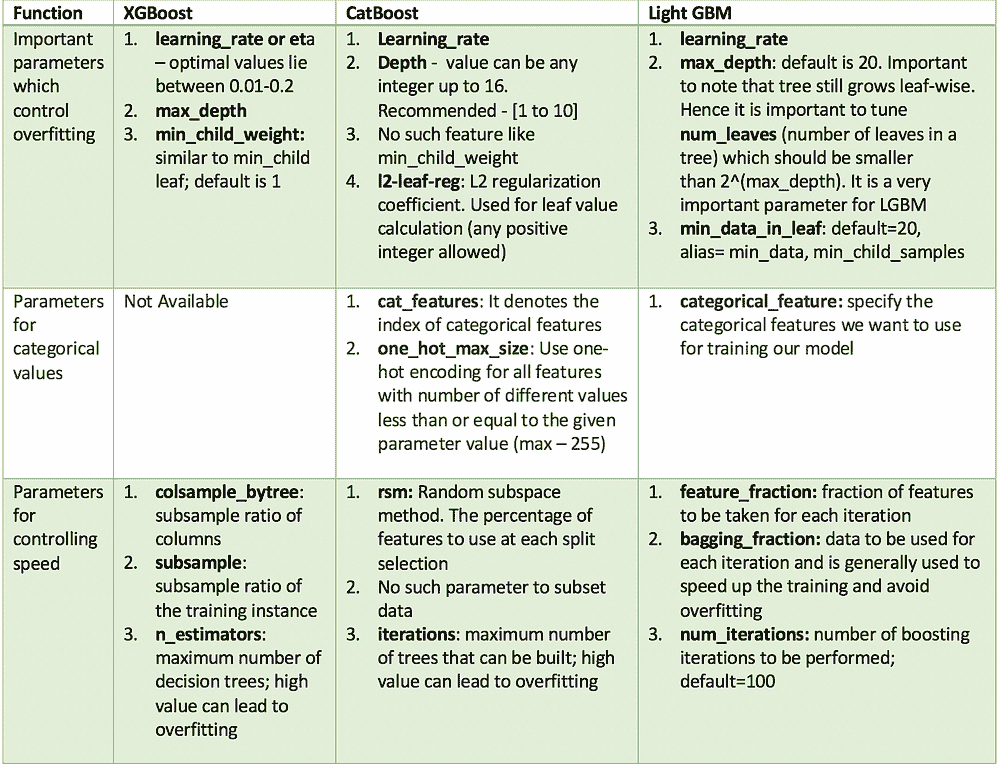 Function
XGBoost
CatBoost
Light GBM
Important
parameters
which
control
overfitting
1. learning_rate or eta
– optimal values lie
between 0.01-0.2
2. max_depth
3. min_child_weight:
similar to min_child
leaf; default is 1
1. Learning_rate
2. Depth - value can be any
integer up to 16.
Recommended - [1 to 10]
3. No such feature like
min_child_weight
4. l2-leaf-reg: L2 regularization
coefficient. Used for leaf value
calculation (any positive
integer allowed)
1. learning_rate
2. max_depth: default is 20. Important
to note that tree still grows leaf-wise.
Hence it is important to tune
num_leaves (number of leaves in a
tree) which should be smaller
than 2^(max_depth). It is a very
important parameter for LGBM
3. min_data_in_leaf: default=20,
alias= min_data, min_child_samples
Parameters
for
categorical
values
Not Available
1. cat_features: It denotes the
index of categorical features
2. one_hot_max_size: Use one-
hot encoding for all features
with number of different values
less than or equal to the given
parameter value (max – 255)
1. categorical_feature: specify the
categorical features we want to use
for training our model
Parameters
for
controlling
speed
1. colsample_bytree:
subsample ratio of
columns
2. subsample:
subsample ratio of
the training instance
3. n_estimators:
maximum number of
decision trees; high
value can lead to
overfitting
1. rsm: Random subspace
method. The percentage of
features to use at each split
selection
2. No such parameter to subset
data
3. iterations: maximum number
of trees that can be built; high
value can lead to overfitting
1. feature_fraction: fraction of features
to be taken for each iteration
2. bagging_fraction: data to be used for
each iteration and is generally used to
speed up the training and avoid
overfitting
3. num_iterations: number of boosting
iterations to be performed;
default=100